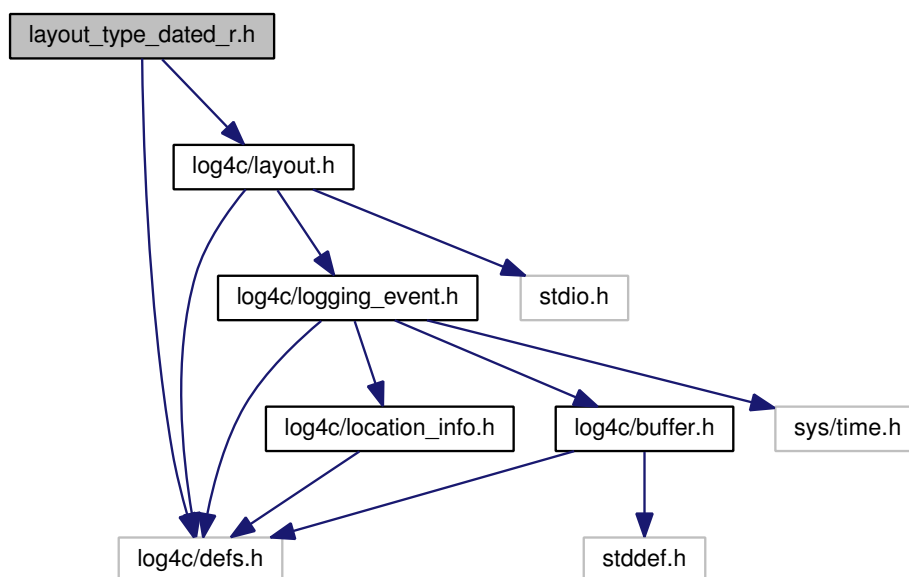 layout_type_dated_r.h
log4c/layout.h
log4c/logging_event.h
stdio.h
log4c/location_info.h
log4c/buffer.h
sys/time.h
log4c/defs.h
stddef.h